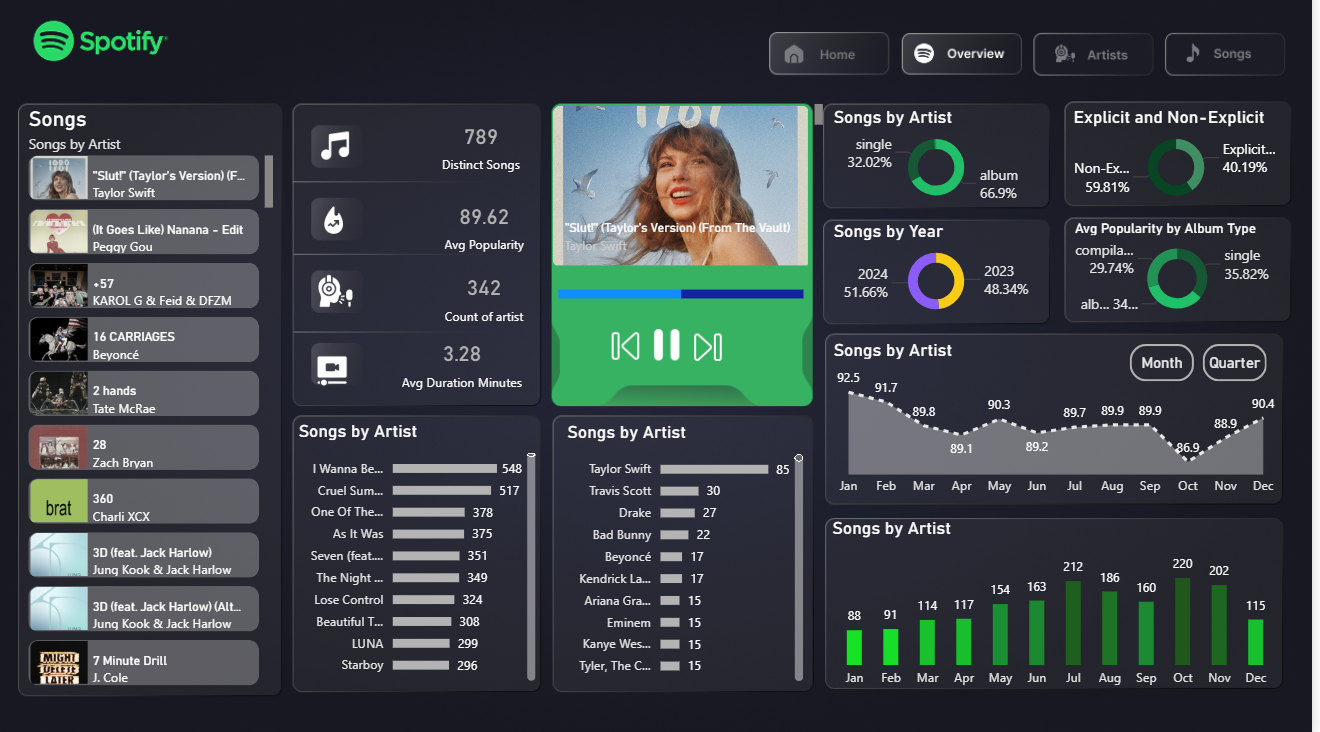 Spotify
Home
Overview
Artists
Songs
Songs
Songs by Artist
"Slut!" (Taylor's Version) (F...
Taylor Swift
(It Goes Like) Nanana - Edit
Peggy Gou
+57
KAROL G & Feid & DFZM
16 CARRIAGES
Beyoncé
2 hands
Tate McRae
28
Zach Bryan
brat
360
Charli XCX
3D (feat. Jack Harlow)
Jung Kook & Jack Harlow
3D (feat. Jack Harlow) (Alt...
Jung Kook & Jack Harlow
MIGHT
DELETE
LATER
7 Minute Drill
J. Cole
789
Distinct Songs
89.62
Avg Popularity
342
Count of artist
3.28
Avg Duration Minutes
"Slut!" (Taylor's Version) (From The Vault)
Taylor Swift
Songs by Artist
single
32.02%
album
66.9%
Explicit and Non-Explicit
Non-Ex...
59.81%
Explicit...
40.19%
Songs by Year
2024
51.66%
2023
48.34%
Avg Popularity by Album Type
compila...
29.74%
single
35.82%
alb... 34...
Songs by Artist
I Wanna Be... 548
Cruel Sum... 517
One Of The... 378
As It Was 375
Seven (feat.... 351
The Night ... 349
Lose Control 324
Beautiful T... 308
LUNA 299
Starboy 296
Songs by Artist
Taylor Swift 85
Travis Scott 30
Drake 27
Bad Bunny 22
Beyoncé 17
Kendrick La... 17
Ariana Gra... 15
Eminem 15
Kanye Wes... 15
Tyler, The C... 15
Songs by Artist
Month
Quarter
92.5 91.7 89.8 89.1 90.3 89.2 89.7 89.9 89.9 86.9 88.9 90.4
Jan Feb Mar Apr May Jun Jul Aug Sep Oct Nov Dec
Songs by Artist
88 91 114 117 154 163 212 186 160 220 202 115
Jan Feb Mar Apr May Jun Jul Aug Sep Oct Nov Dec